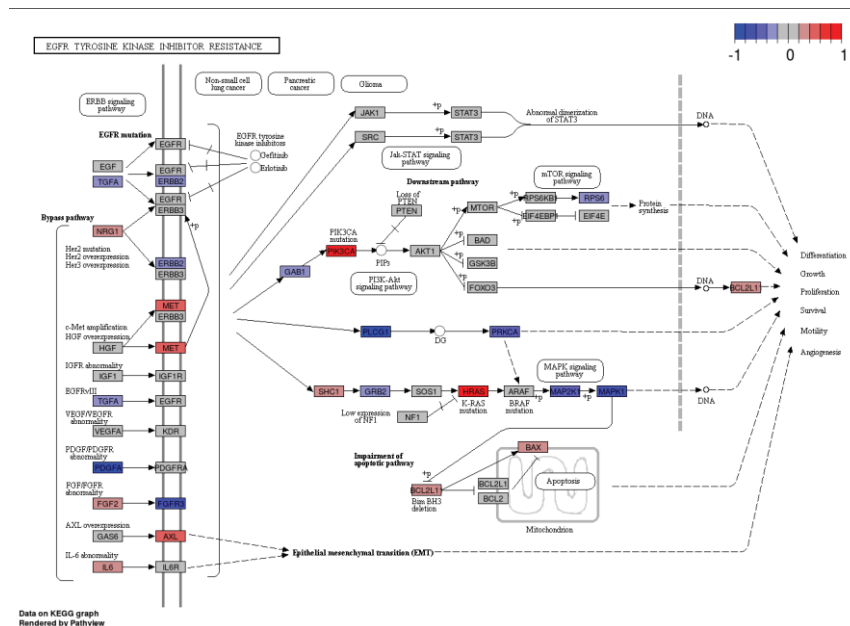 EGFR TYROSINE KINASE INHIBITOR RESISTANCE
-1 0 1
ERBB signaling
pathway
Non-small cell
lung cancer
Pancreatic
cancer
Glioma
EGFR mutation
EGFR
EGFR tyrosine
kinase inhibitors
Gefitinib
Erlotinib
EGF
TGFA
EGFR
ERBB2
EGFR
ERBB3
+p
Bypass pathway
NRG1
Her2 mutation
Her2 overexpression
Her3 overexpression
ERBB2
ERBB3
MET
ERBB3
c-Met amplification
HGF overexpression
HGF
MET
IGFR abnormality
IGF1
IGF1R
EGFRvIII
TGFA
EGFR
VEGF/VEGFR
abnormality
VEGFA
KDR
PDGF/PDGFR
abnormality
PDGFA
PDGFRA
FGF/FGFR
abnormality
FGF2
FGFR3
AXL overexpression
GAS6
AXL
IL-6 abnormality
IL6
IL6R
JAK1
+p
STAT3
SRC
+p
STAT3
Abnormal dimerization
of STAT3
DNA
Jak-STAT signaling
pathway
Downstream pathway
mTOR signaling
pathway
Loss of
PTEN
PTEN
PIK3CA
mutation
PIK3CA
PIP3
GAB1
AKT1
MTOR
RPS6KB1
RPS6
EIF4EBP1
EIF4E
Protein
synthesis
BAD
GSK3B
FOXO3
PI3K-Akt
signaling pathway
DNA
BCL2L11
PLCG1
DG
PRKCA
MAPK signaling
pathway
SHC1
GRB2
SOS1
HRAS
ARAF
+p
MAP2K1
+p
MAPK1
K-RAS
mutation
BRAF
mutation
Low expression
of NF1
NF1
DNA
Impairment of
apoptotic pathway
+p
BAX
BCL2L1
BCL2L1
BCL2
Bim BH3
deletion
Apoptosis
Mitochondrion
Differentiation
Growth
Proliferation
Survival
Motility
Angiogenesis
Epithelial mesenchymal transition (EMT)
Data on KEGG graph
Rendered by Pathview